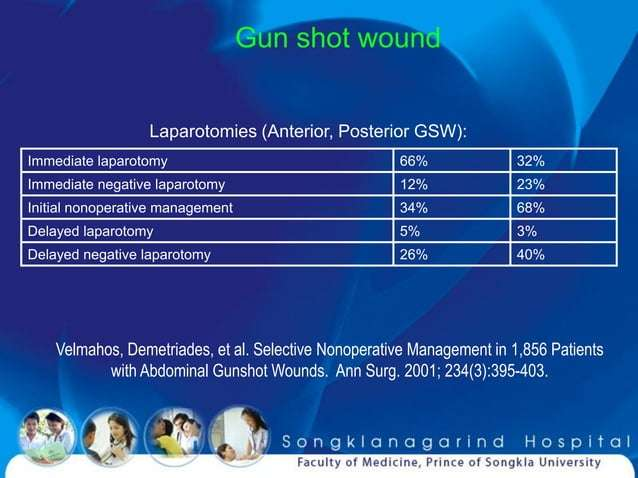 Gun shot wound
Laparotomies (Anterior, Posterior GSW):
Immediate laparotomy 66% 32%
Immediate negative laparotomy 12% 23%
Initial nonoperative management 34% 68%
Delayed laparotomy 5% 3%
Delayed negative laparotomy 26% 40%
Velmahos, Demetriades, et al. Selective Nonoperative Management in 1,856 Patients
with Abdominal Gunshot Wounds. Ann Surg. 2001; 234(3):395-403.
Songklanagarind Hospital
Faculty of Medicine, Prince of Songkla University